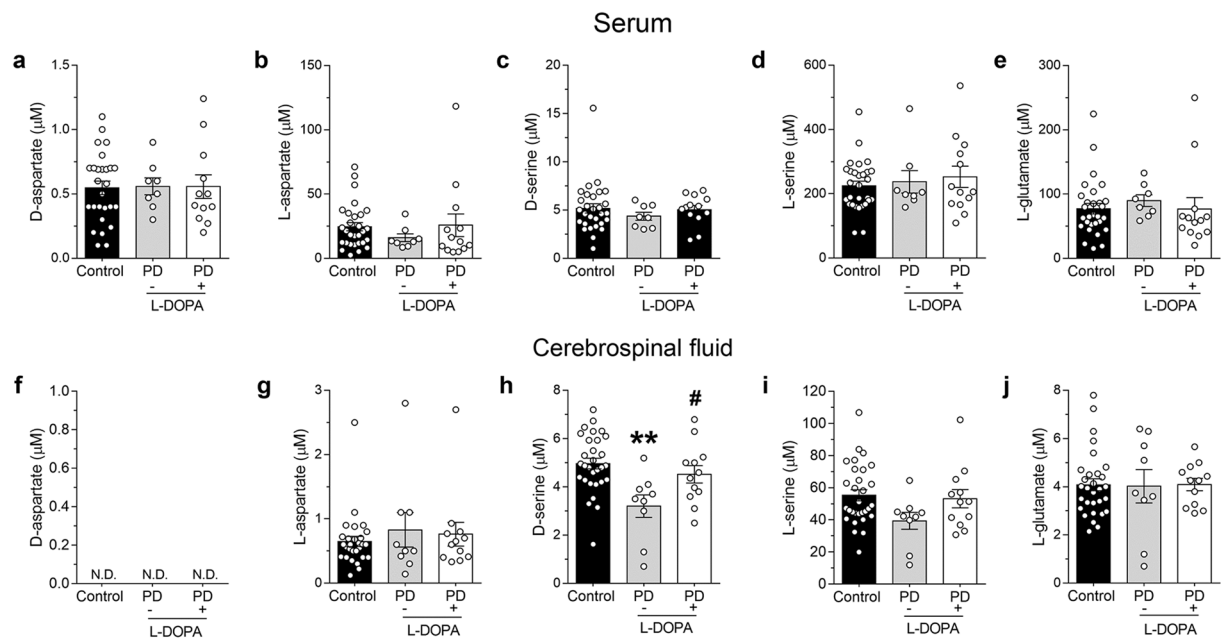 Serum
a
D-aspartate (μM)
1.5
1.0
0.5
0.0
Control PD PD
- +
L-DOPA
b
L-aspartate (μM)
150
100
50
25
0
Control PD PD
- +
L-DOPA
c
D-serine (μM)
20
15
10
5
0
Control PD PD
- +
L-DOPA
d
L-serine (μM)
600
400
200
0
Control PD PD
- +
L-DOPA
e
L-glutamate (μM)
300
200
100
50
0
Control PD PD
- +
L-DOPA
Cerebrospinal fluid
f
D-aspartate (μM)
1.0
0.8
0.6
0.4
0.2
0.0
N.D. N.D. N.D.
Control PD PD
- +
L-DOPA
g
L-aspartate (μM)
3
2
1
0
Control PD PD
- +
L-DOPA
h
D-serine (μM)
8
6
4
2
0
** #
Control PD PD
- +
L-DOPA
i
L-serine (μM)
120
100
80
60
40
20
0
Control PD PD
- +
L-DOPA
j
L-glutamate (μM)
8
6
4
2
0
Control PD PD
- +
L-DOPA